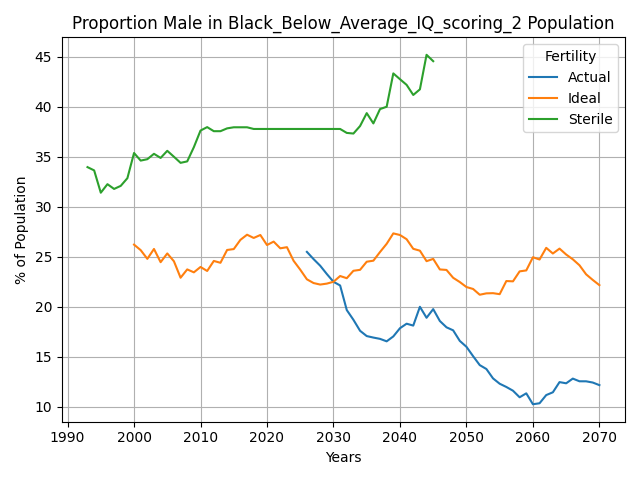 Proportion Male in Black_Below_Average_IQ_scoring_2 Population
Fertility
Actual
Ideal
Sterile
% of Population
45
40
35
30
25
20
15
10
1990 2000 2010 2020 2030 2040 2050 2060 2070
Years